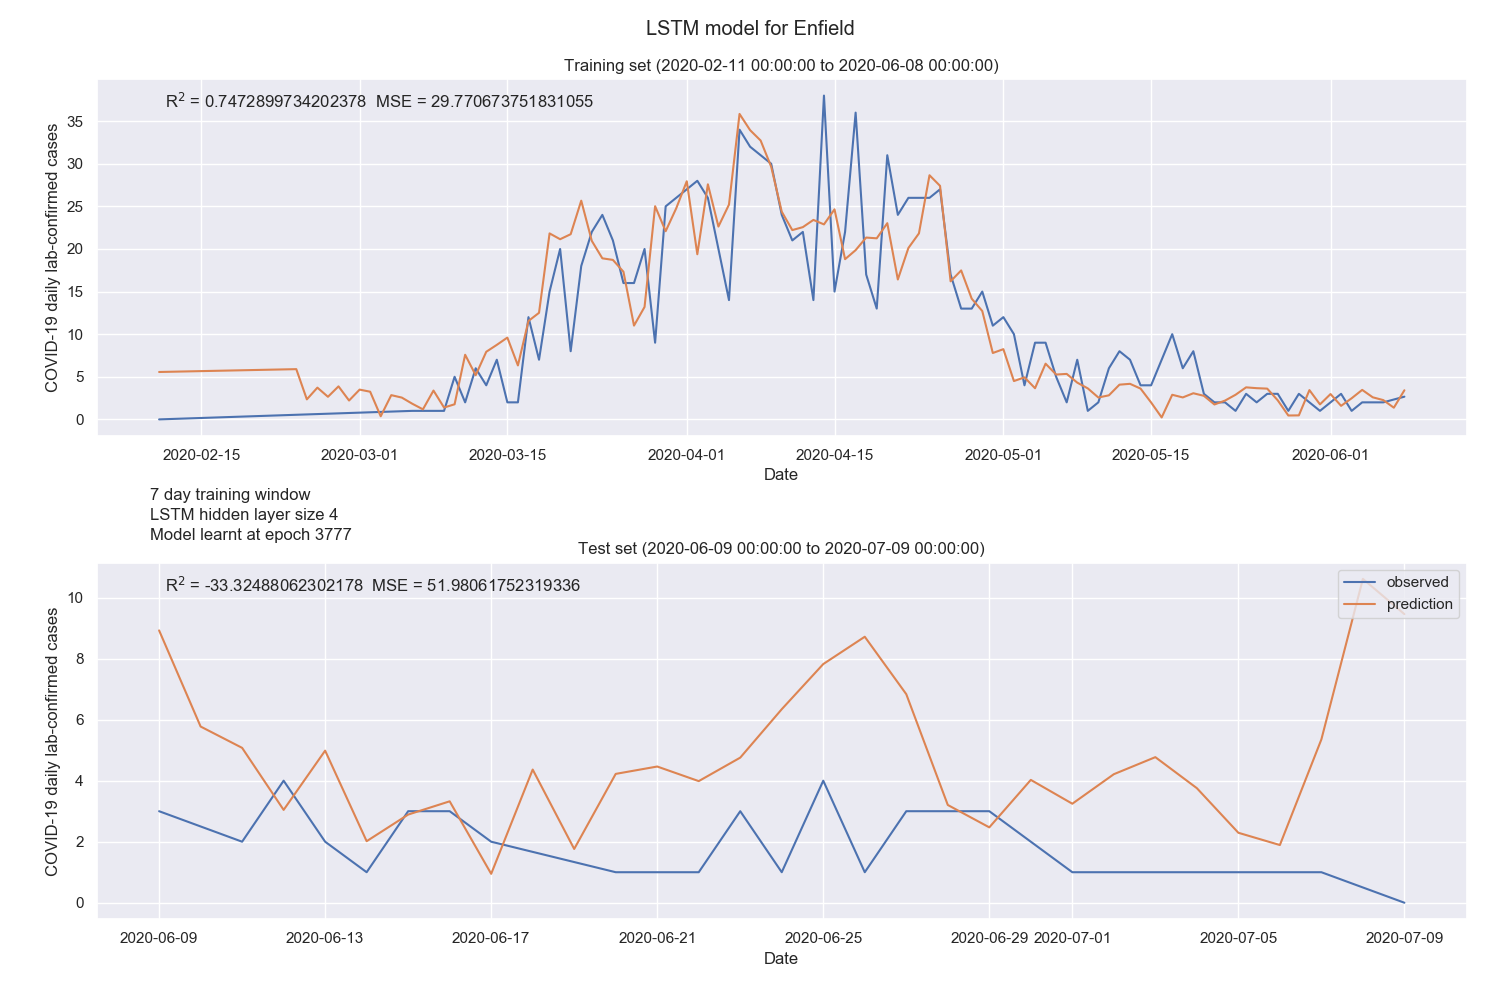 LSTM model for Enfield
Training set (2020-02-11 00:00:00 to 2020-06-08 00:00:00)
R² = 0.7472899734202378  MSE = 29.770673751831055
COVID-19 daily lab-confirmed cases
35
30
25
20
15
10
5
0
2020-02-15 2020-03-01 2020-03-15 2020-04-01 2020-04-15 2020-05-01 2020-05-15 2020-06-01
Date
7 day training window
LSTM hidden layer size 4
Model learnt at epoch 3777
Test set (2020-06-09 00:00:00 to 2020-07-09 00:00:00)
R² = -33.32488062302178  MSE = 51.98061752319336
observed
prediction
COVID-19 daily lab-confirmed cases
10
8
6
4
2
0
2020-06-09 2020-06-13 2020-06-17 2020-06-21 2020-06-25 2020-06-29 2020-07-01 2020-07-05 2020-07-09
Date